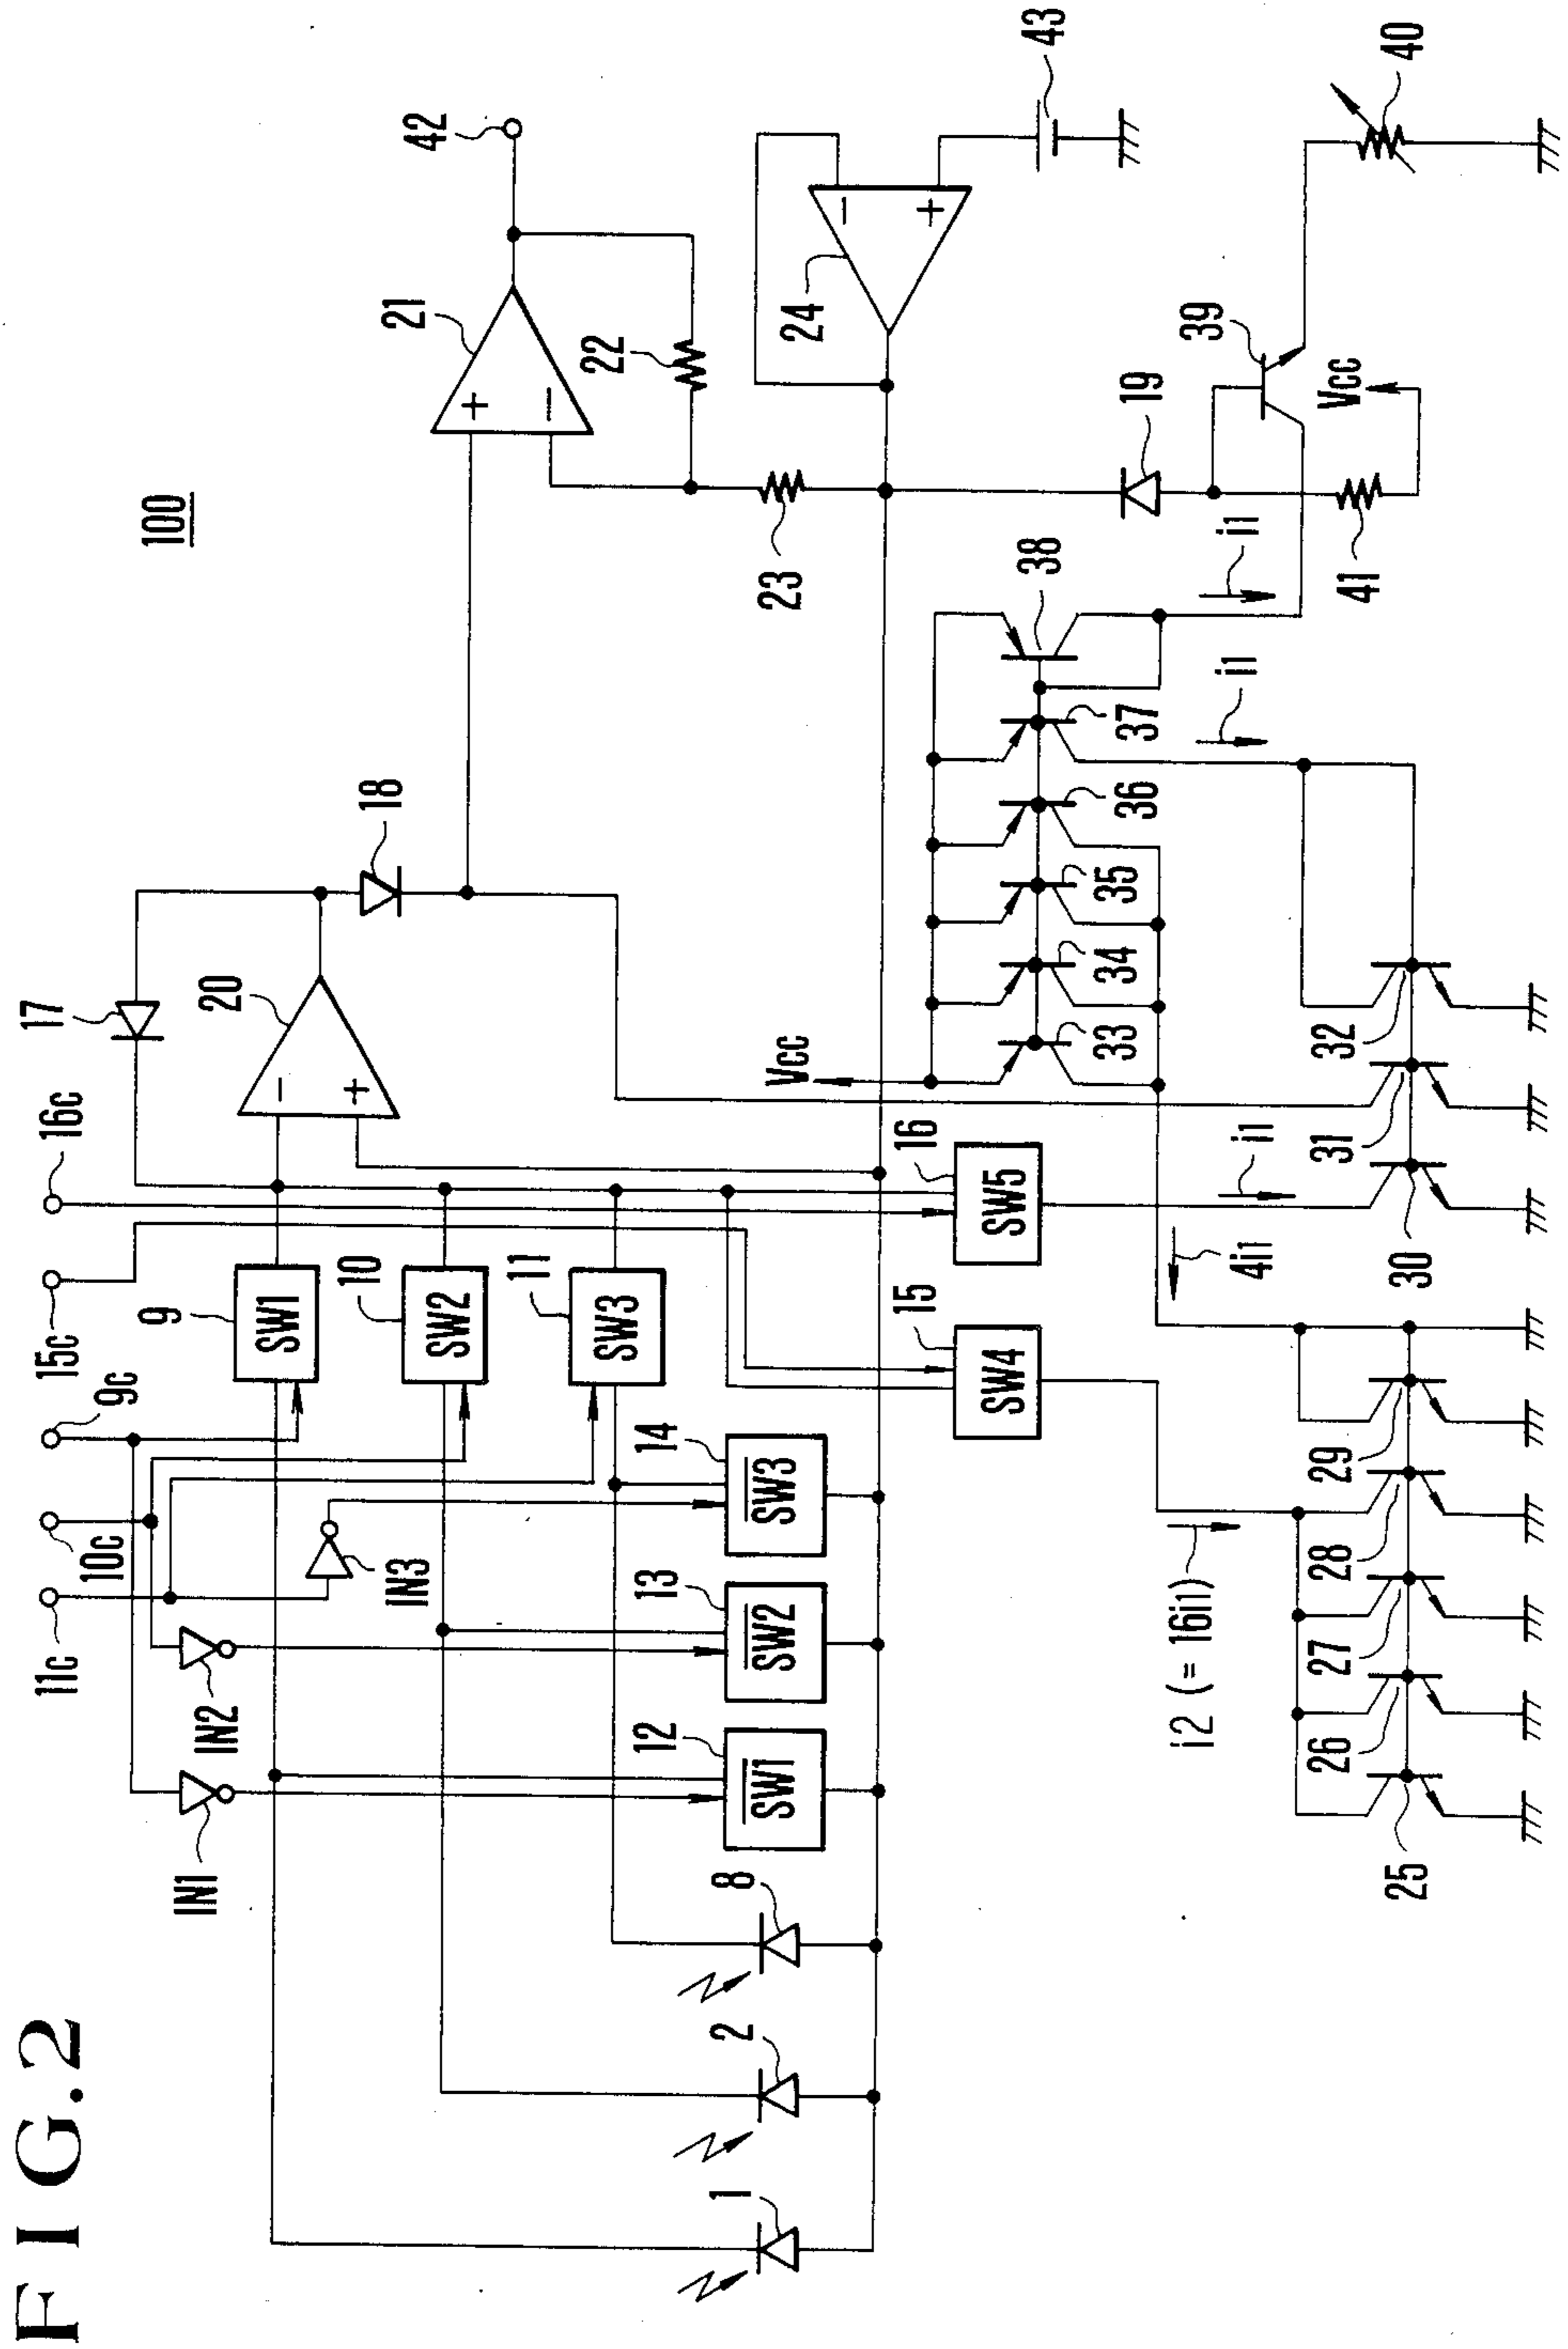 FIG.2
100
11c
10c
9c
15c
16c
17
20
18
21
42
IN1
IN2
IN3
9
SW1
10
SW2
11
SW3
−
+
+
−
22
23
24
−
+
43
12
SW1
13
SW2
14
SW3
15
SW4
16
SW5
1
2
8
Vcc
33
34
35
36
37
38
19
39
40
41
Vcc
i1
i1
i1
4i1
i2 (= 16i1)
25
26
27
28
29
30
31
32